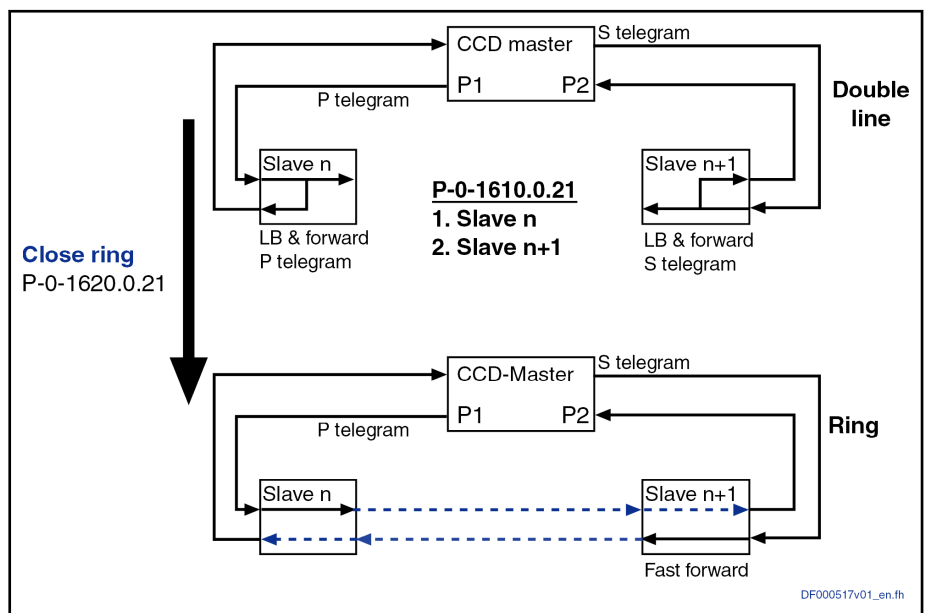 CCD master
P1 P2
S telegram
P telegram
Double
line
Slave n
LB & forward
P telegram
P-0-1610.0.21
1. Slave n
2. Slave n+1
Slave n+1
LB & forward
S telegram
Close ring
P-0-1620.0.21
CCD-Master
P1 P2
S telegram
P telegram
Ring
Slave n
Slave n+1
Fast forward
DF000517v01_en.fh